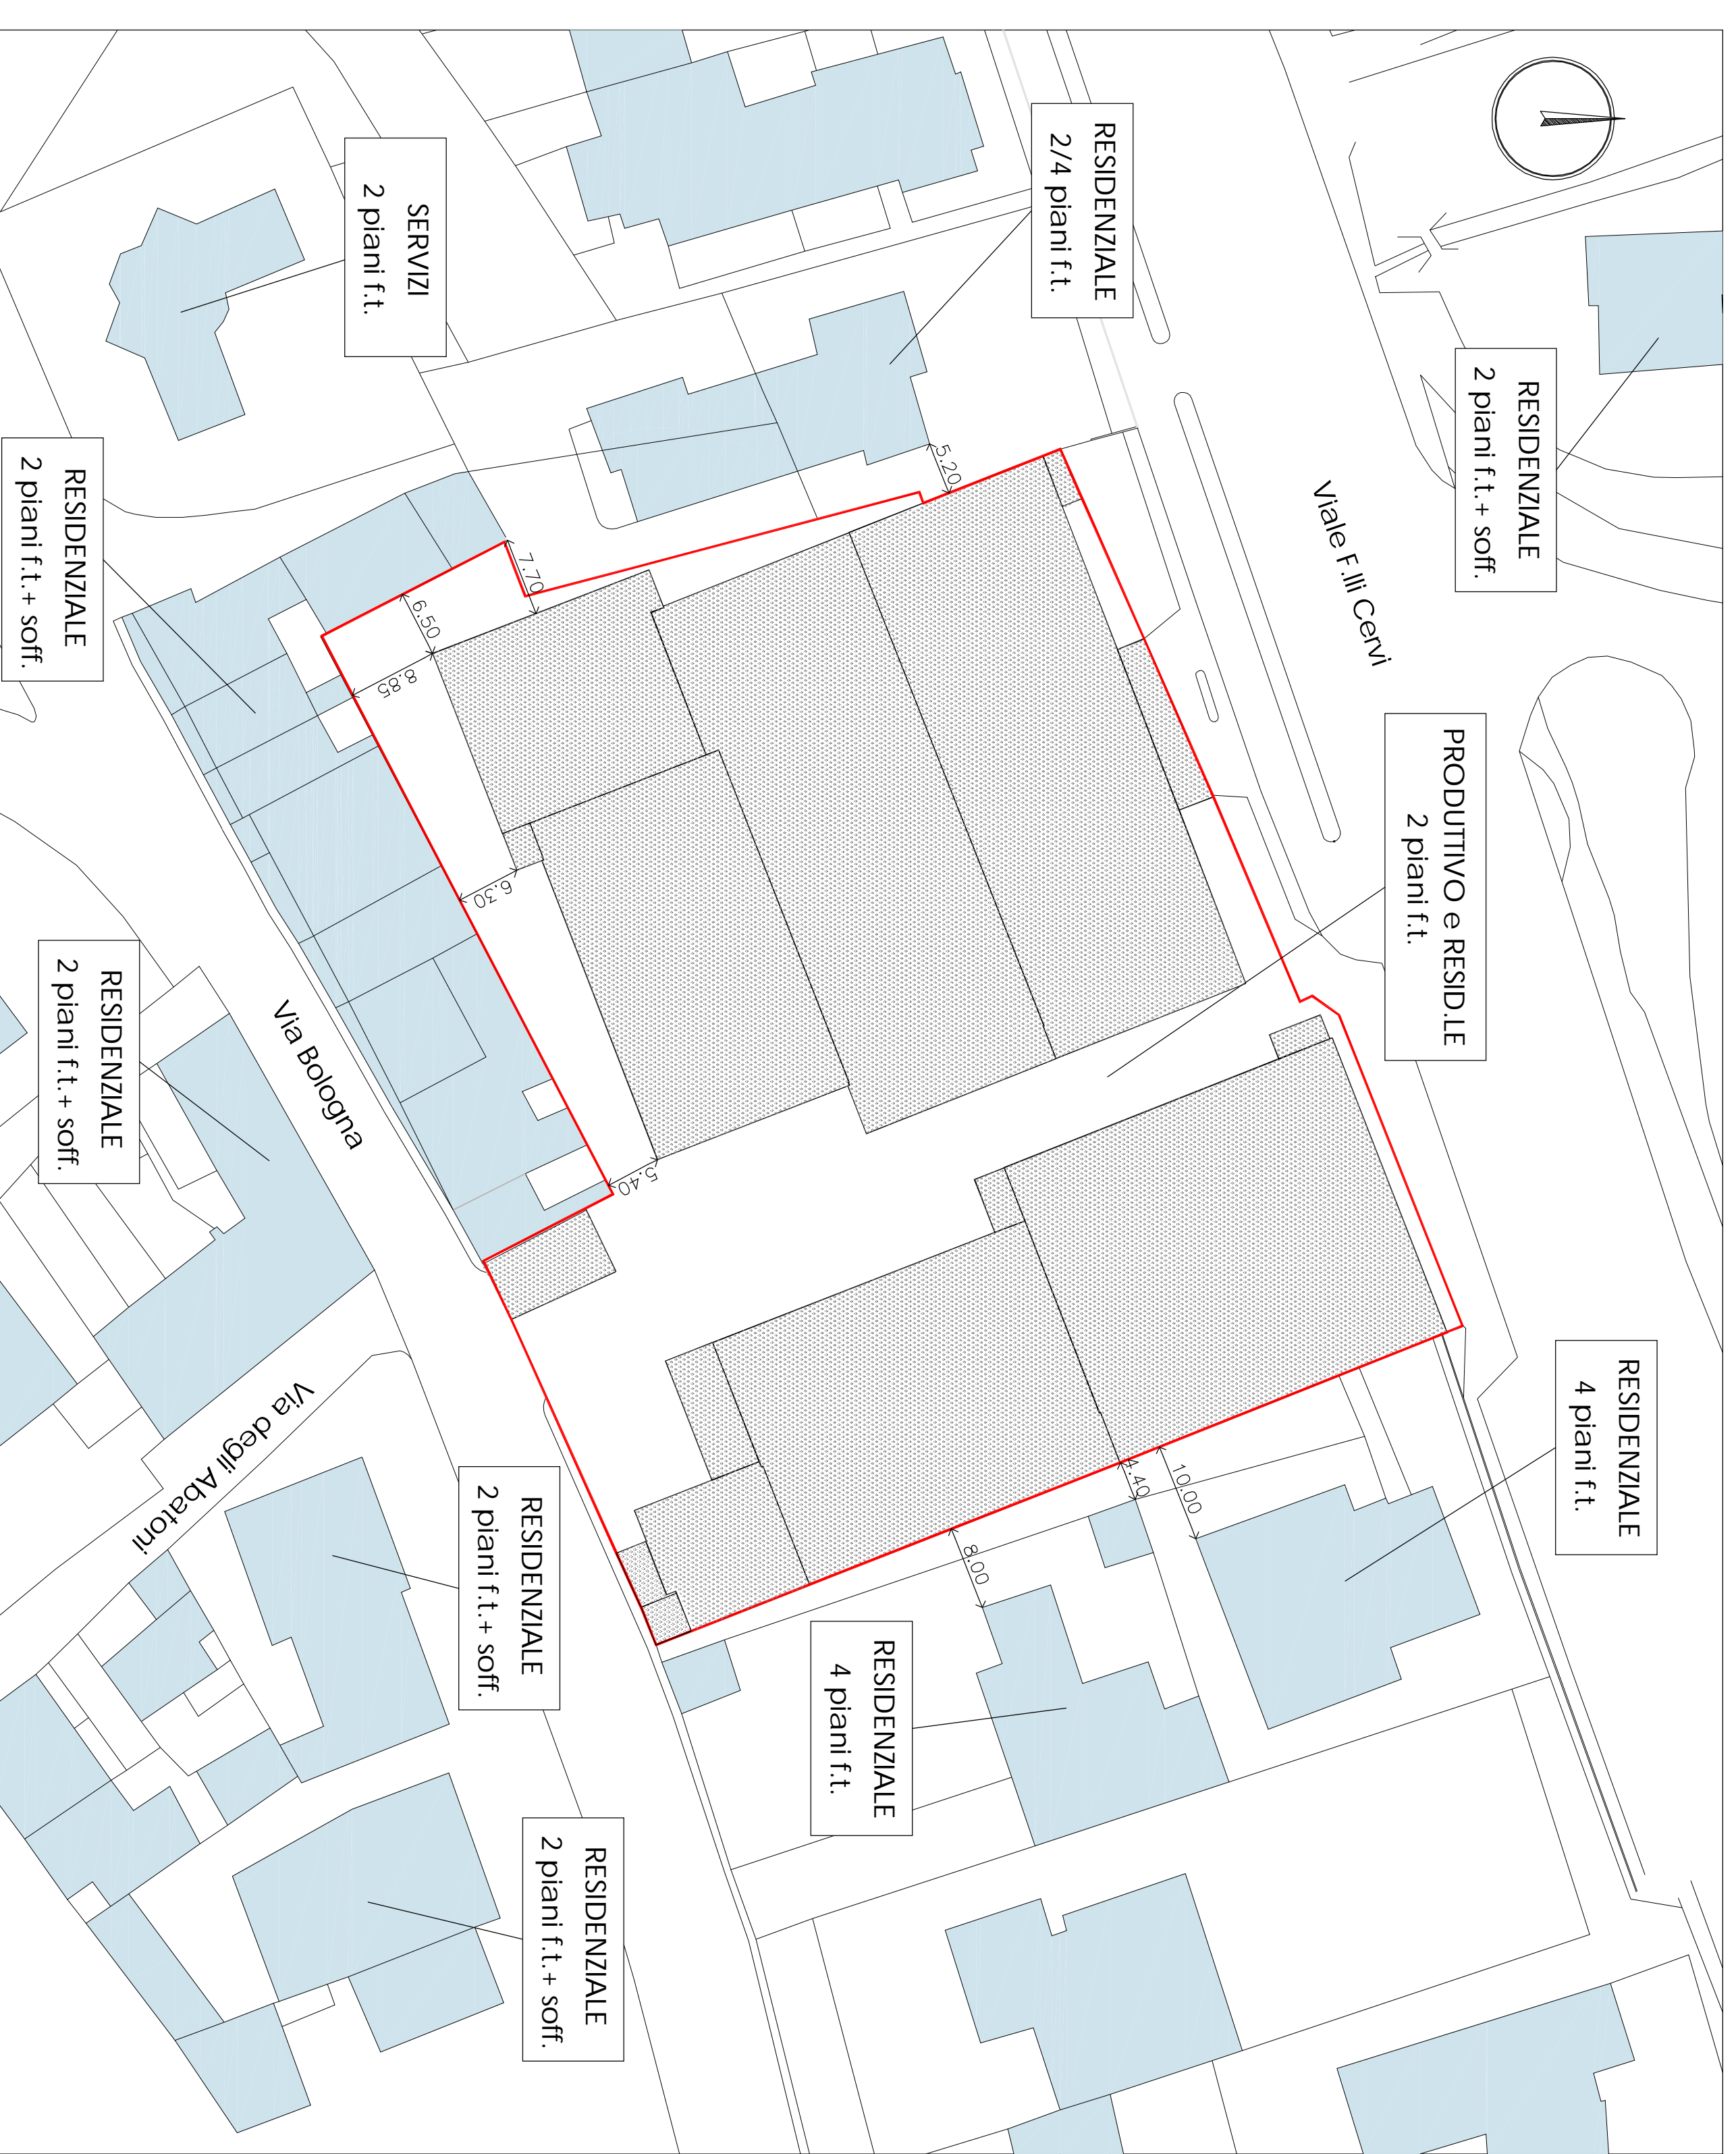 RESIDENZIALE
2 piani f.t.+ soff.
RESIDENZIALE
4 piani f.t.
PRODUTTIVO e RESID.LE
2 piani f.t.
Viale F.lli Cervi
RESIDENZIALE
2/4 piani f.t.
5.20
10.00
4.40
8.00
RESIDENZIALE
4 piani f.t.
7.70
6.50
8.85
6.30
5.40
SERVIZI
2 piani f.t.
RESIDENZIALE
2 piani f.t.+ soff.
RESIDENZIALE
2 piani f.t.+ soff.
Via Bologna
Via degli Abatoni
RESIDENZIALE
2 piani f.t.+ soff.
RESIDENZIALE
2 piani f.t.+ soff.